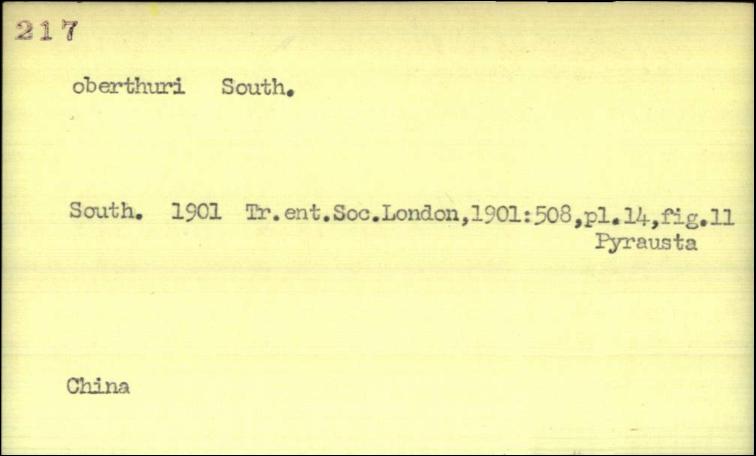 217
oberthuri South.
South. 1901 Tr.ent.Soc.London,1901:508,pl.14,fig.11
Pyrausta
China